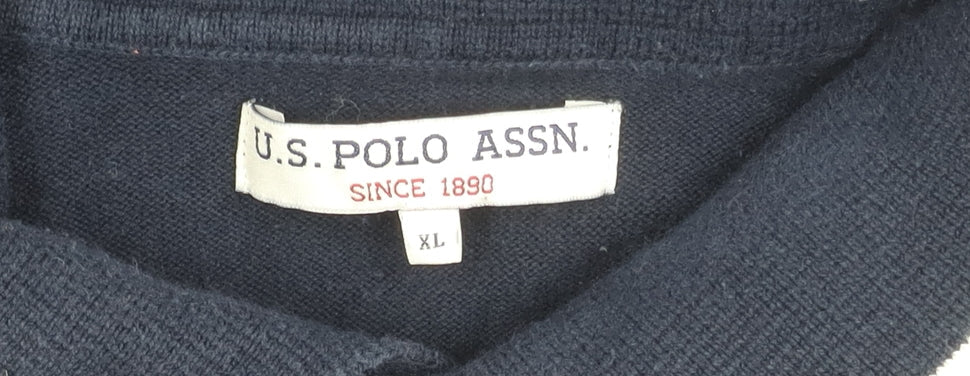 U.S. POLO ASSN.
SINCE 1890
XL